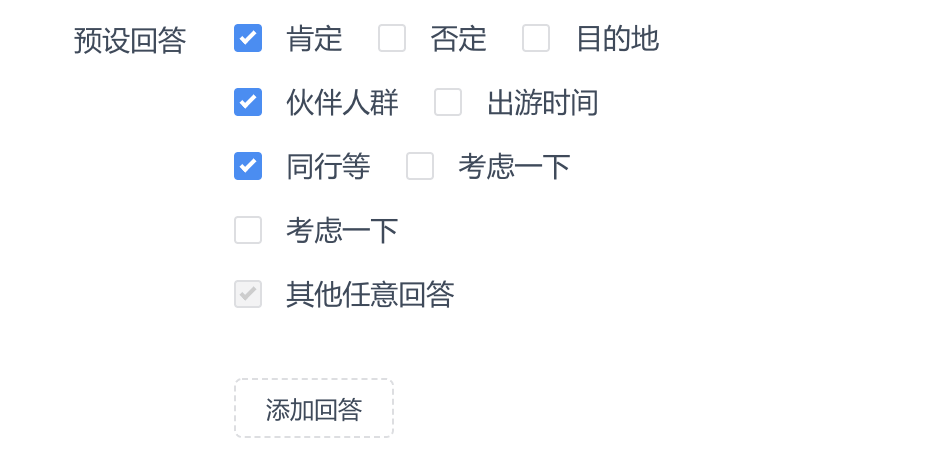 预设回答 肯定 否定 目的地
伙伴人群 出游时间
同行等 考虑一下
考虑一下
其他任意回答
添加回答